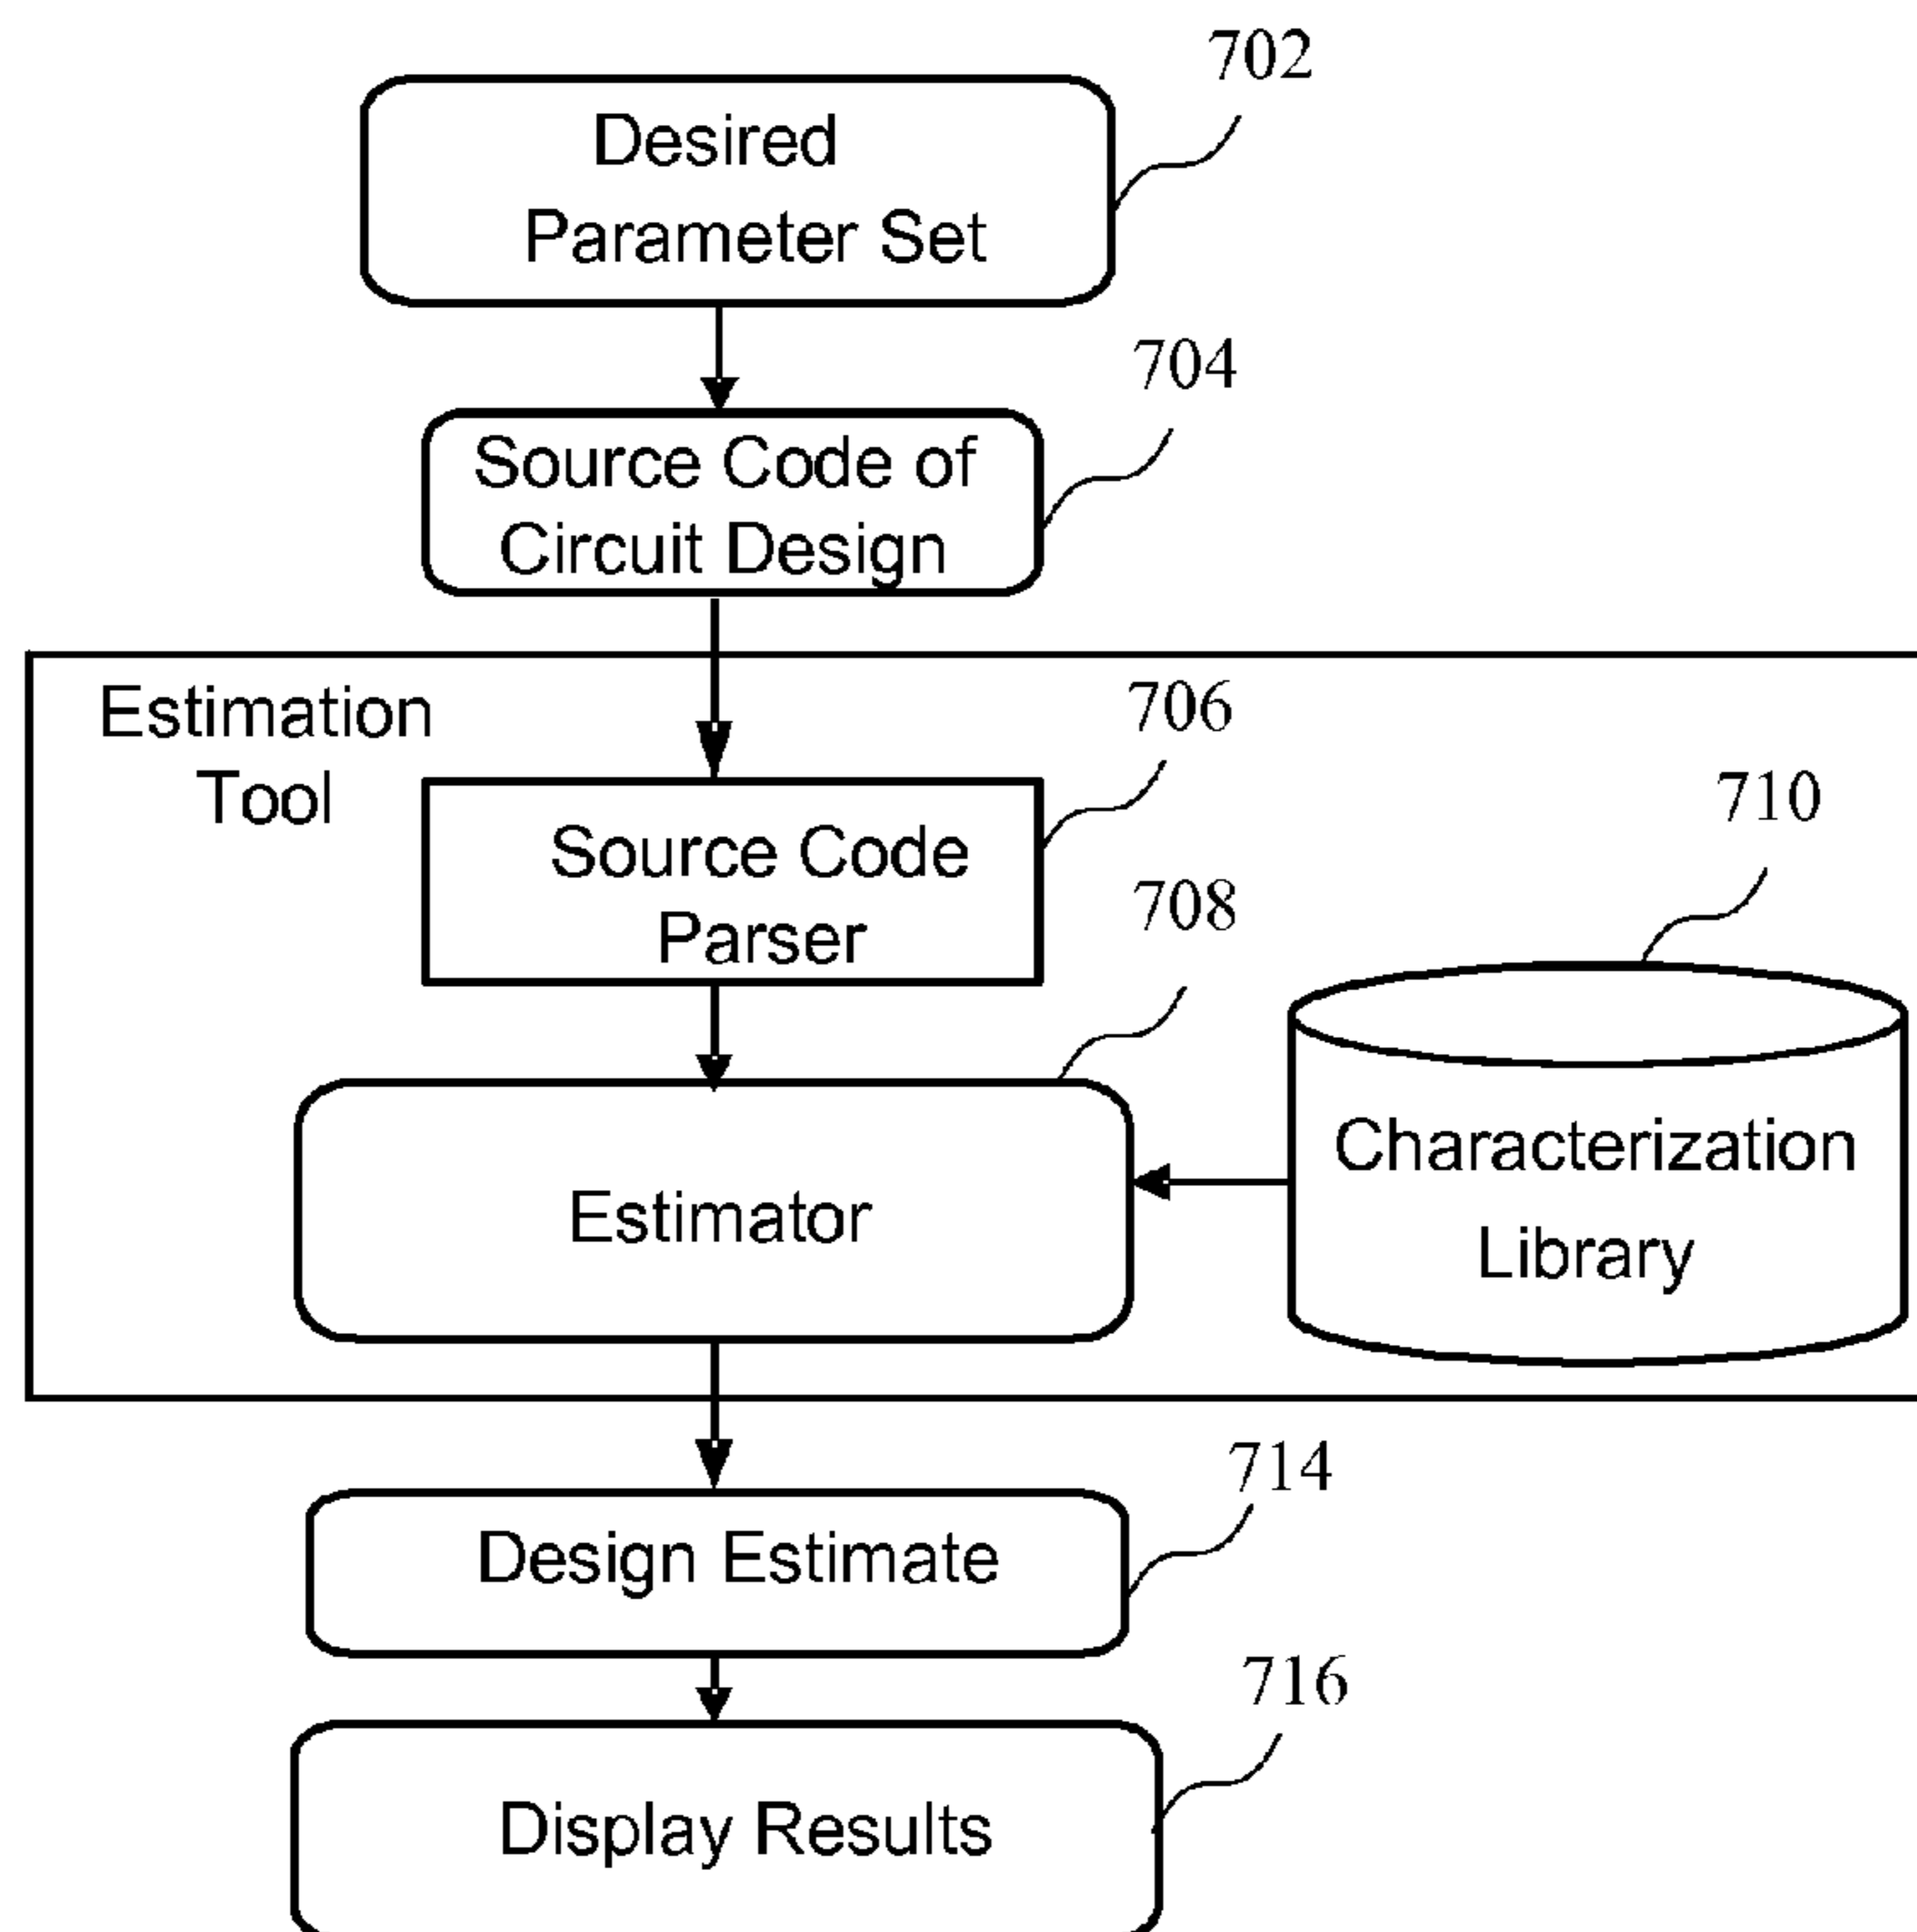 702
Desired
Parameter Set
704
Source Code of
Circuit Design
Estimation
Tool
706
Source Code
Parser
708
710
Estimator
Characterization
Library
714
Design Estimate
716
Display Results